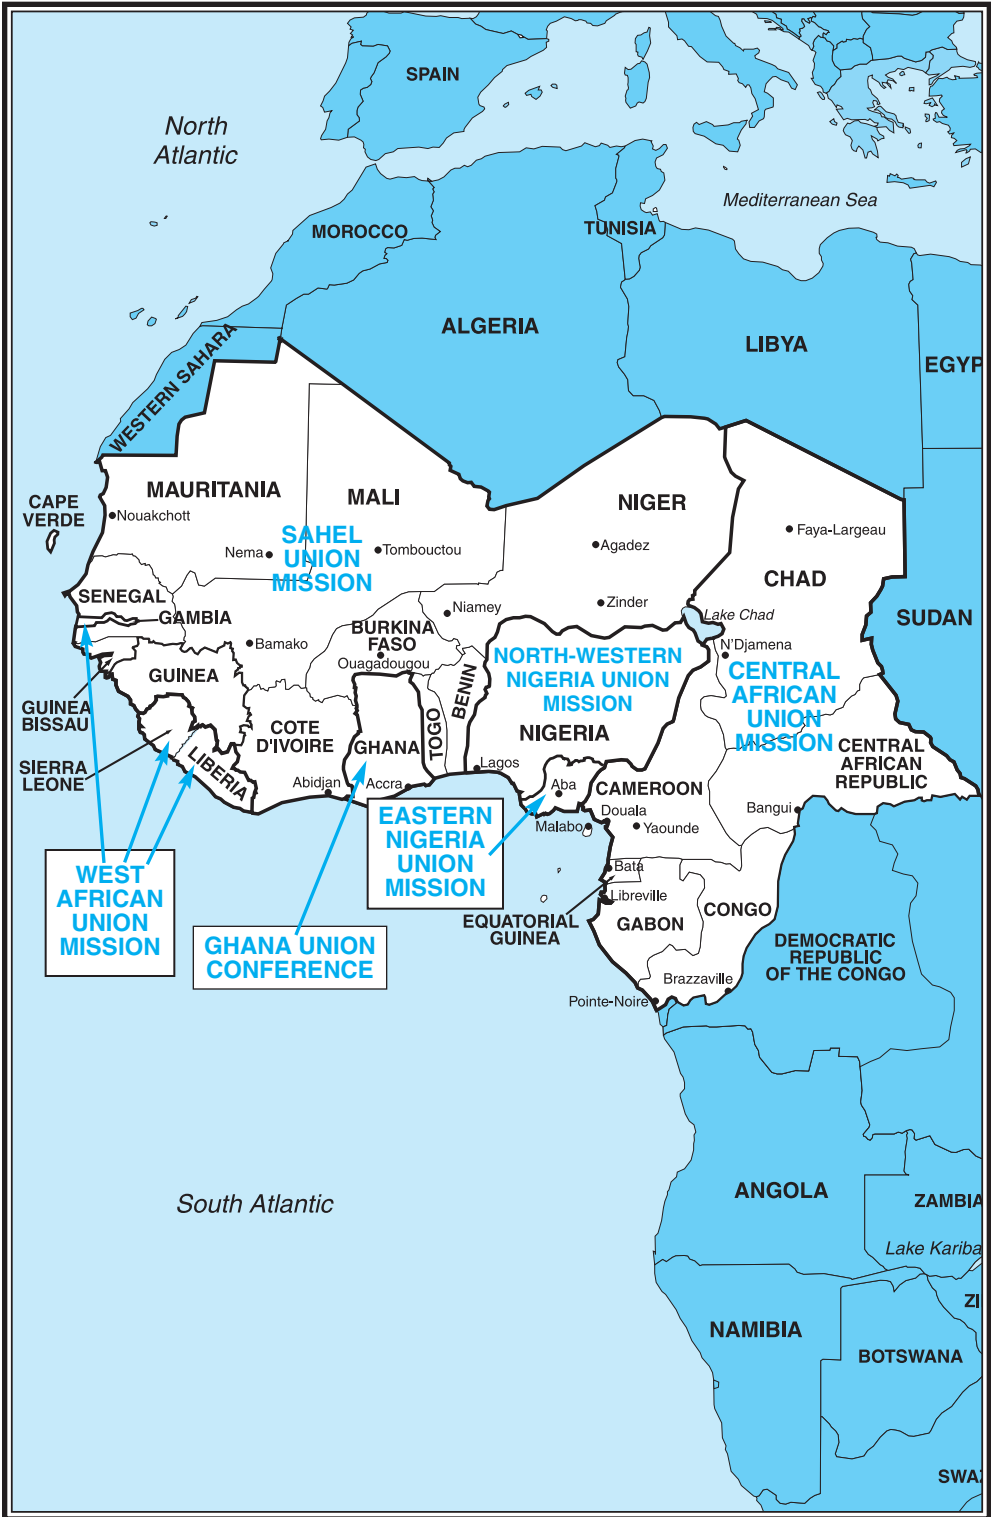 SPAIN
North
Atlantic
Mediterranean Sea
MOROCCO
TUNISIA
ALGERIA
LIBYA
EGYP
WESTERN SAHARA
MAURITANIA
MALI
NIGER
CAPE
VERDE
Nouakchott
SAHEL
UNION
MISSION
Nema
Tombouctou
Agadez
Faya-Largeau
CHAD
SENEGAL
GAMBIA
Niamey
Zinder
Lake Chad
SUDAN
BURKINA
FASO
Ouagadougou
Bamako
N'Djamena
NORTH-WESTERN
NIGERIA UNION
MISSION
NIGERIA
CENTRAL
AFRICAN
UNION
MISSION
GUINEA
GUINEA
BISSAU
BENIN
TOGO
COTE
D'IVOIRE
GHANA
CENTRAL
AFRICAN
REPUBLIC
SIERRA
LEONE
LIBERIA
Lagos
Abidjan
Accra
Aba
CAMEROON
Douala
Bangui
Malabo
Yaounde
EASTERN
NIGERIA
UNION
MISSION
WEST
AFRICAN
UNION
MISSION
Bata
Libreville
EQUATORIAL
GUINEA
GABON
CONGO
GHANA UNION
CONFERENCE
DEMOCRATIC
REPUBLIC
OF THE CONGO
Brazzaville
Pointe-Noire
ANGOLA
South Atlantic
ZAMBIA
Lake Kariba
ZI
NAMIBIA
BOTSWANA
SWAZ